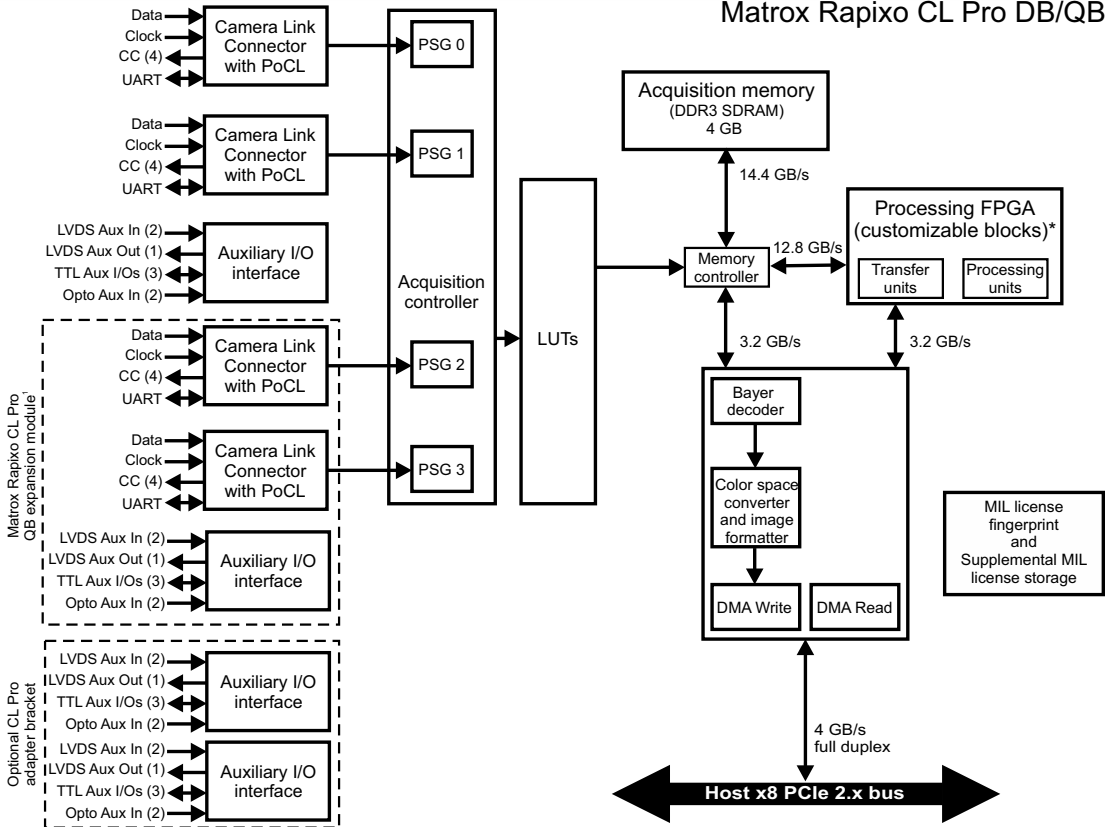 Matrox Rapixo CL Pro DB/QB
Data
Clock
CC (4)
UART
Camera Link
Connector
with PoCL
PSG 0
Data
Clock
CC (4)
UART
Camera Link
Connector
with PoCL
PSG 1
LVDS Aux In (2)
LVDS Aux Out (1)
TTL Aux I/Os (3)
Opto Aux In (2)
Auxiliary I/O
interface
Acquisition
controller
Matrox Rapixo CL Pro
QB expansion module¹
Data
Clock
CC (4)
UART
Camera Link
Connector
with PoCL
PSG 2
Data
Clock
CC (4)
UART
Camera Link
Connector
with PoCL
PSG 3
LVDS Aux In (2)
LVDS Aux Out (1)
TTL Aux I/Os (3)
Opto Aux In (2)
Auxiliary I/O
interface
Optional CL Pro
adapter bracket
LVDS Aux In (2)
LVDS Aux Out (1)
TTL Aux I/Os (3)
Opto Aux In (2)
Auxiliary I/O
interface
LVDS Aux In (2)
LVDS Aux Out (1)
TTL Aux I/Os (3)
Opto Aux In (2)
Auxiliary I/O
interface
LUTs
Acquisition memory
(DDR3 SDRAM)
4 GB
14.4 GB/s
Memory
controller
12.8 GB/s
Processing FPGA
(customizable blocks)*
Transfer
units
Processing
units
3.2 GB/s
3.2 GB/s
Bayer
decoder
Color space
converter
and image
formatter
DMA Write
DMA Read
MIL license
fingerprint
and
Supplemental MIL
license storage
4 GB/s
full duplex
Host x8 PCIe 2.x bus